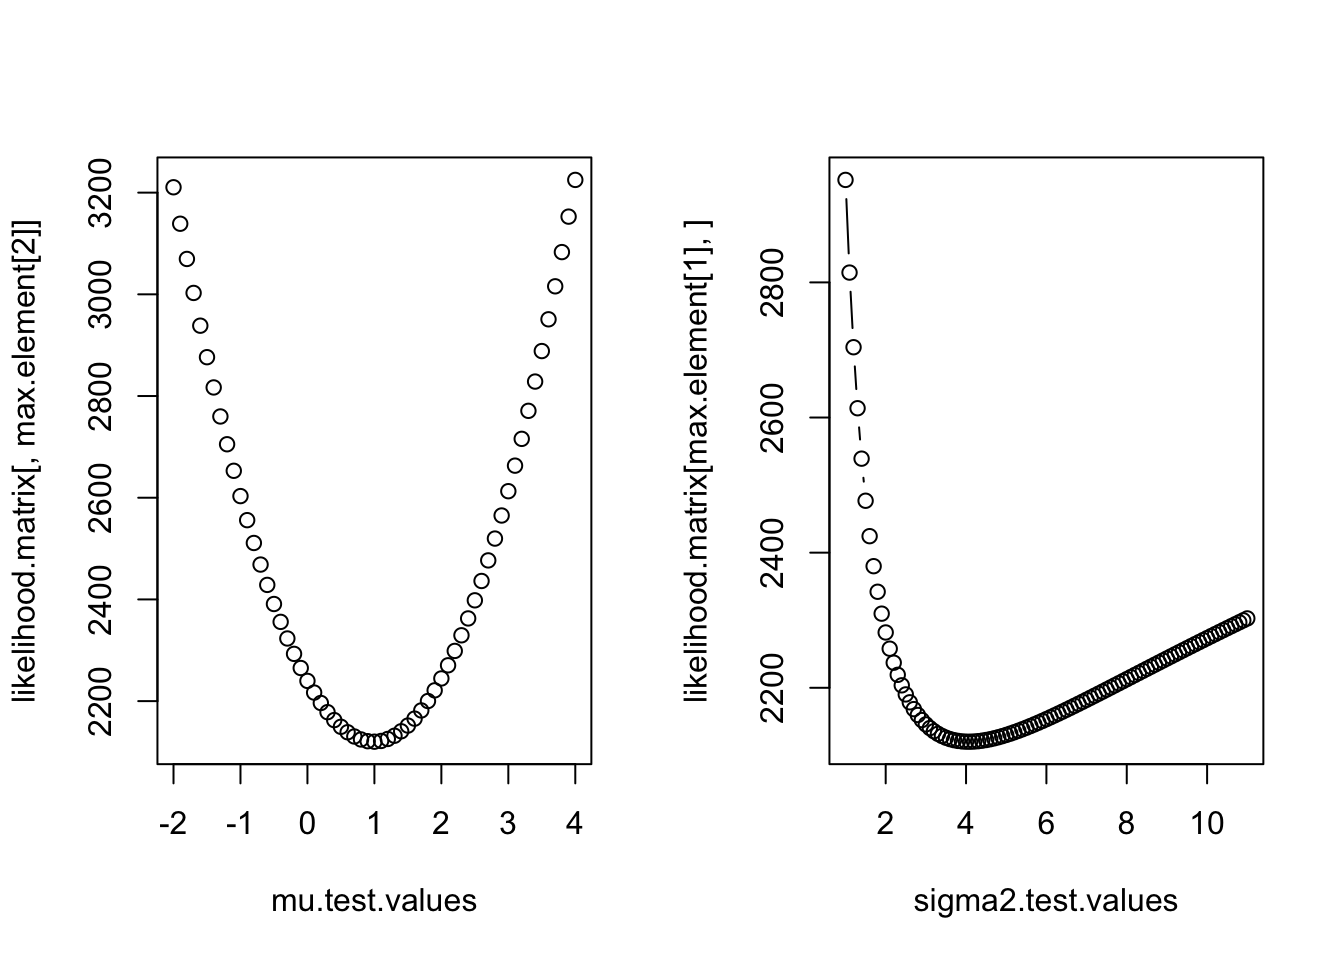 likelihood.matrix[, max.element[2]]
3200
3000
2800
2600
2400
2200
-2 -1 0 1 2 3 4
mu.test.values
likelihood.matrix[max.element[1], ]
2800
2600
2400
2200
2 4 6 8 10
sigma2.test.values